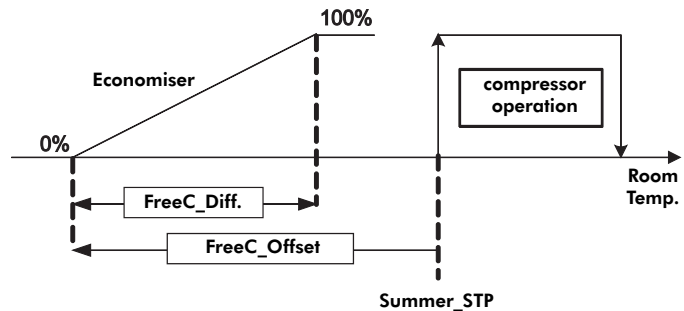 100%
Economiser
compressor
operation
0%
Room
Temp.
FreeC_Diff.
FreeC_Offset
Summer_STP